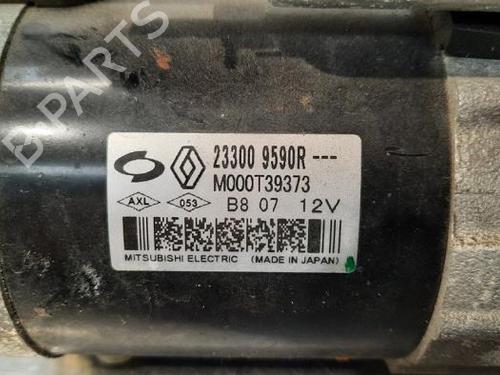 B-PARTS
23300 9590R ---
M000T39373
AXL 053 B8 07 12V
MITSUBISHI ELECTRIC (MADE IN JAPAN)